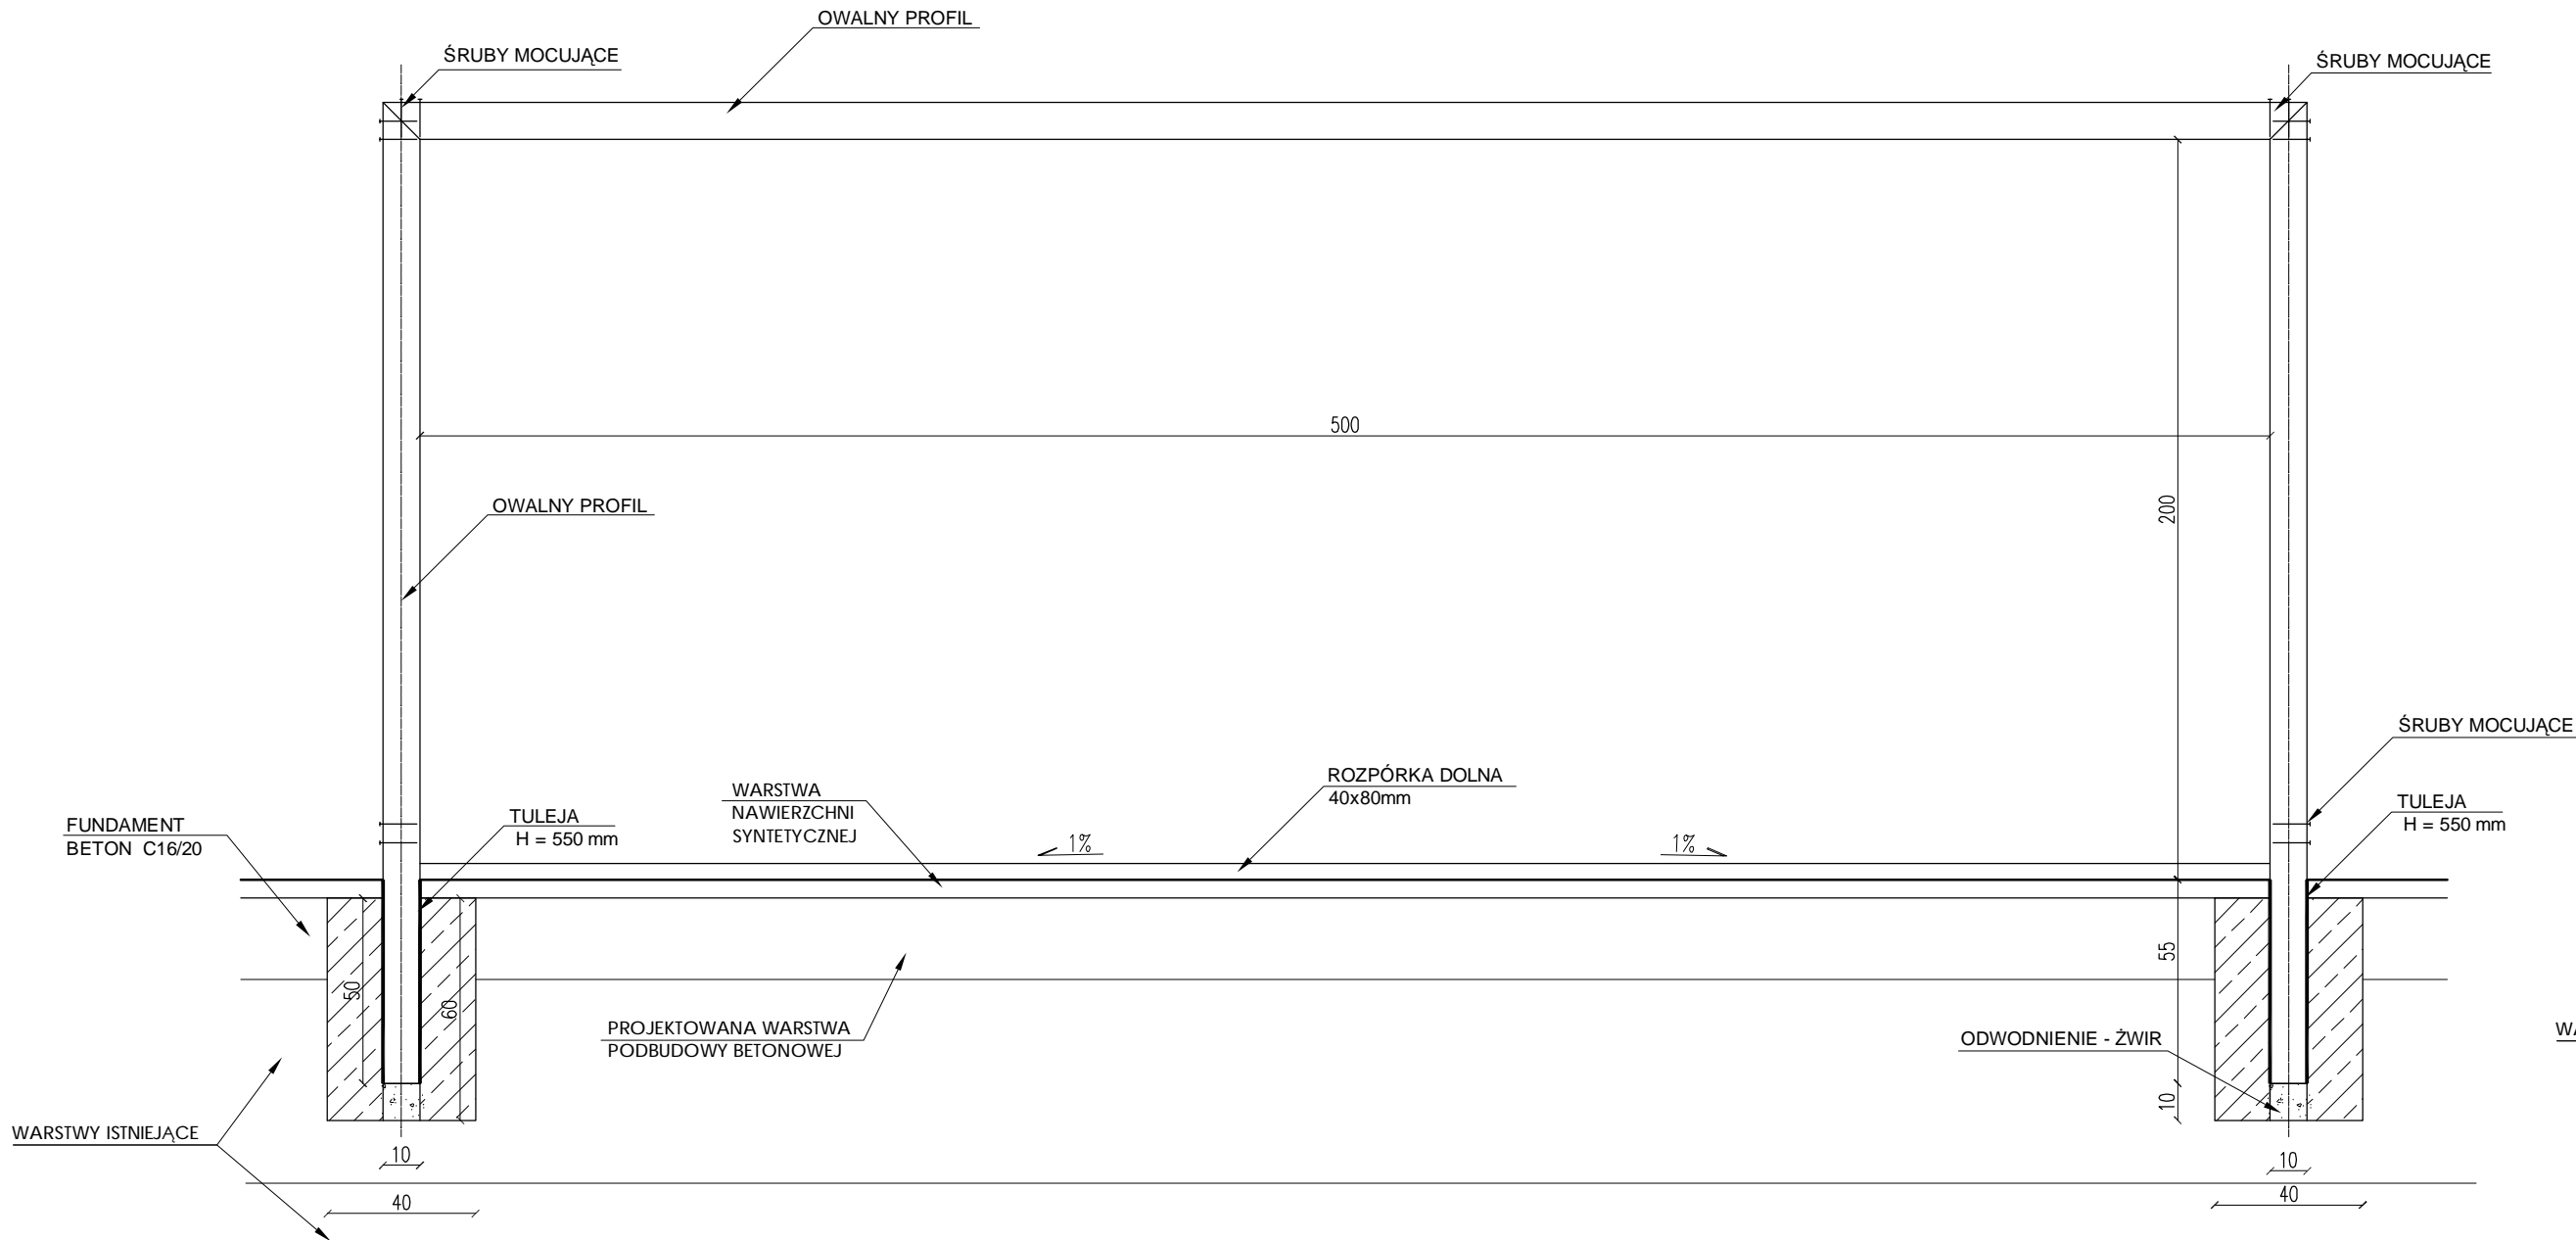 OWALNY PROFIL
ŚRUBY MOCUJĄCE
ŚRUBY MOCUJĄCE
500
200
OWALNY PROFIL
ŚRUBY MOCUJĄCE
ROZPÓRKA DOLNA
40x80mm
WARSTWA
NAWIERZCHNI
SYNTETYCZNEJ
TULEJA
H = 550 mm
TULEJA
H = 550 mm
FUNDAMENT
BETON C16/20
1%
1%
55
50
60
PROJEKTOWANA WARSTWA
PODBUDOWY BETONOWEJ
ODWODNIENIE - ŻWIR
WA
10
WARSTWY ISTNIEJĄCE
10
10
40
40